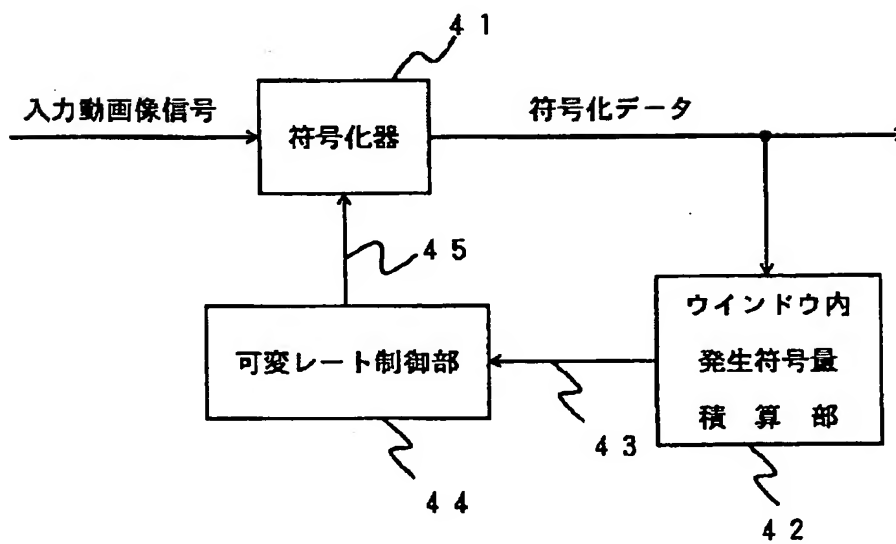 ４１
入力動画像信号
符号化器
符号化データ
４５
ウインドウ内
発生符号量
積算部
可変レート制御部
４３
４４
４２